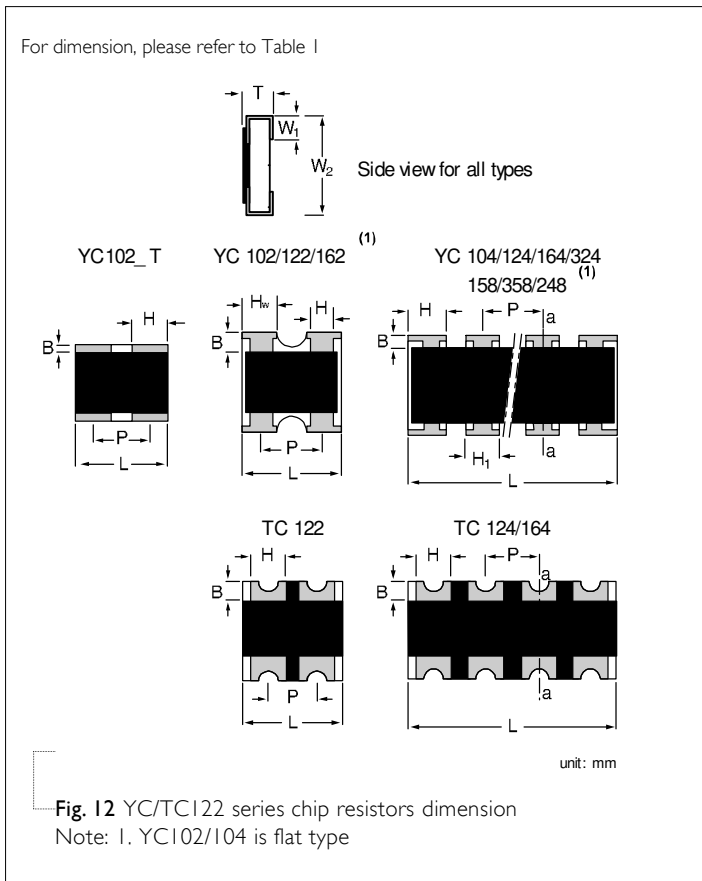 For dimension, please refer to Table 1
T
W1
W2
Side view for all types
YC102_ T
YC 102/122/162 (1)
YC 104/124/164/324
158/358/248 (1)
H
B
P
L
Hw
H
B
P
L
H
P
a
B
H1
a
L
TC 122
TC 124/164
H
B
P
L
H
P
a
B
a
L
unit: mm
Fig. 12 YC/TC122 series chip resistors dimension
Note: 1. YC102/104 is flat type